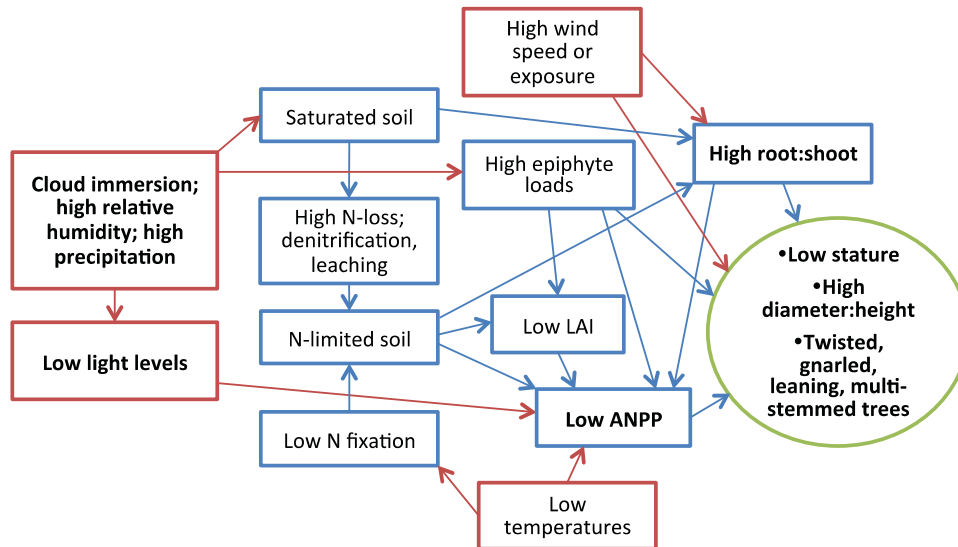 High wind
speed or
exposure
Saturated soil
High root:shoot
High epiphyte
loads
Cloud immersion;
high relative
humidity; high
precipitation
High N-loss;
denitrification,
leaching
•Low stature
•High
diameter:height
•Twisted,
gnarled,
leaning, multi-
stemmed trees
N-limited soil
Low LAI
Low light levels
Low ANPP
Low N fixation
Low
temperatures